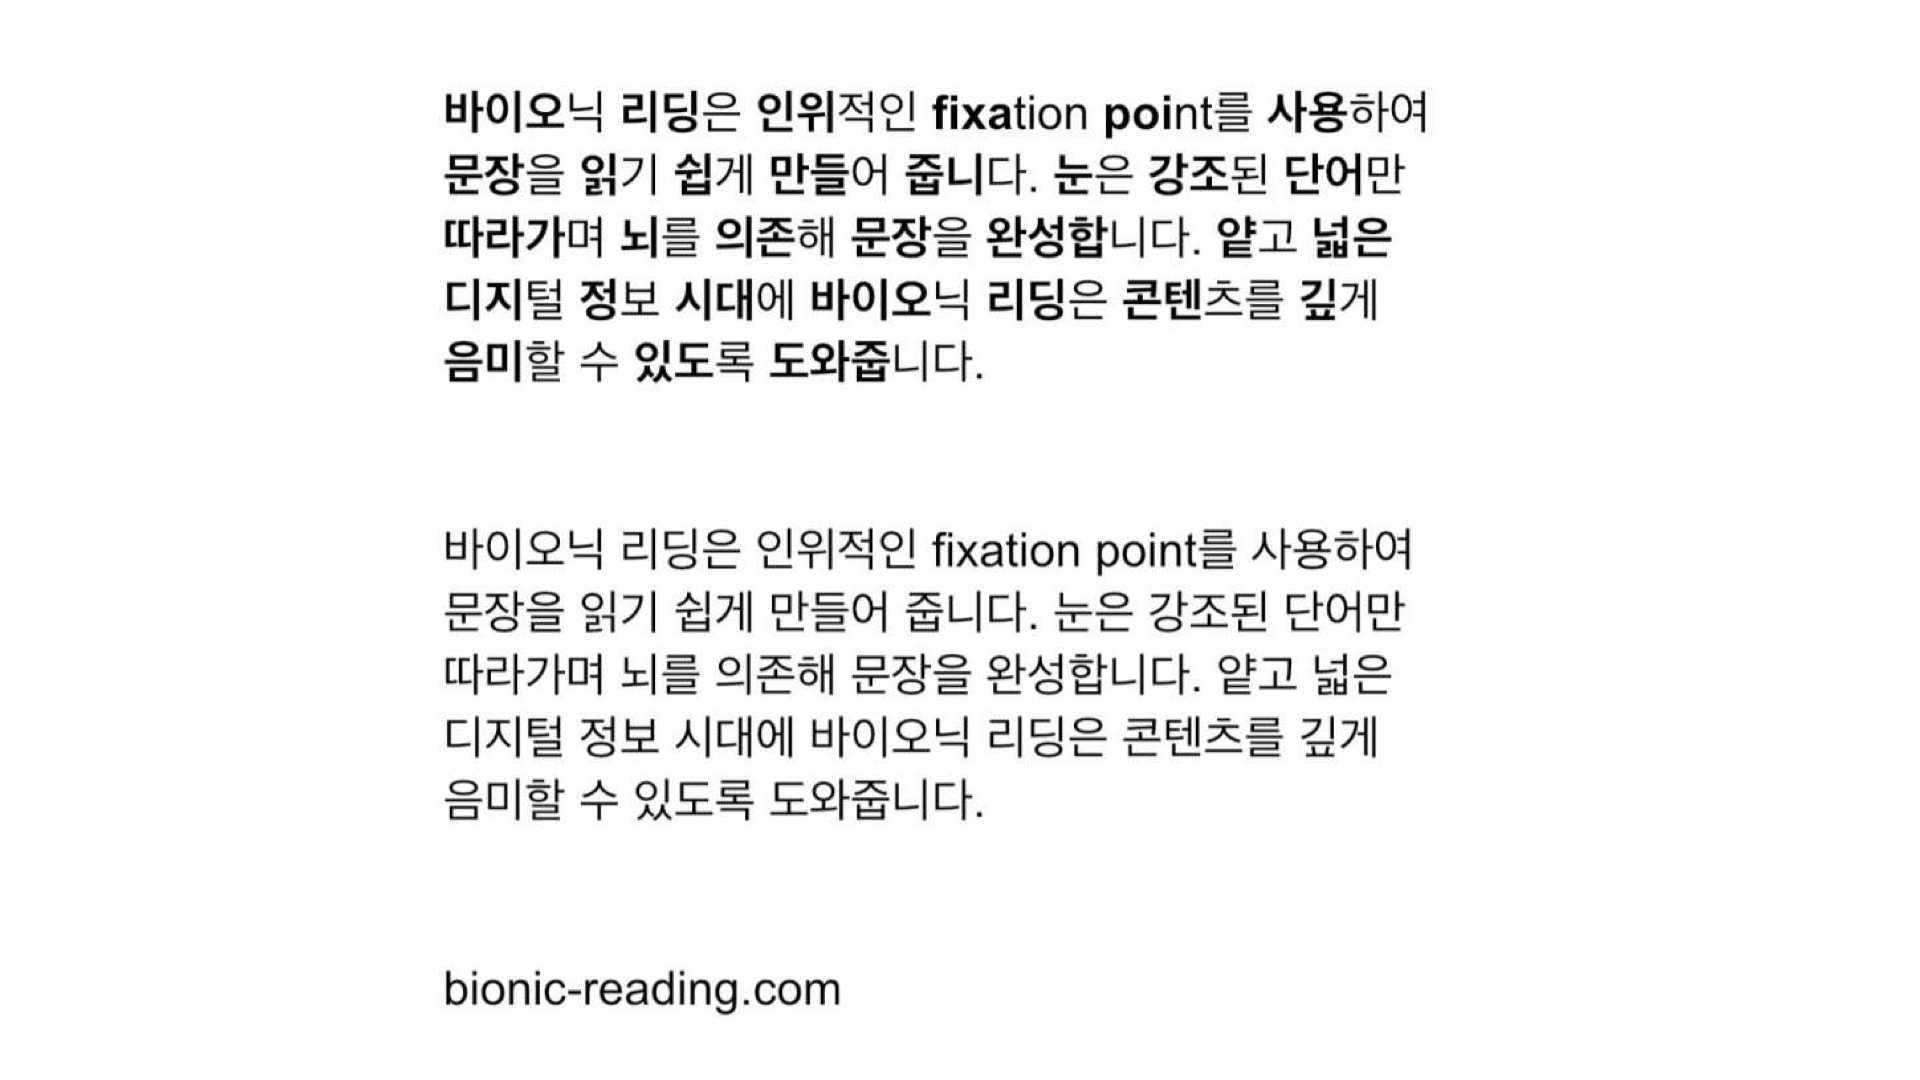 바이오닉 리딩은 인위적인 fixation point를 사용하여
문장을 읽기 쉽게 만들어 줍니다. 눈은 강조된 단어만
따라가며 뇌를 의존해 문장을 완성합니다. 얕고 넓은
디지털 정보 시대에 바이오닉 리딩은 콘텐츠를 깊게
음미할 수 있도록 도와줍니다.
바이오닉 리딩은 인위적인 fixation point를 사용하여
문장을 읽기 쉽게 만들어 줍니다. 눈은 강조된 단어만
따라가며 뇌를 의존해 문장을 완성합니다. 얕고 넓은
디지털 정보 시대에 바이오닉 리딩은 콘텐츠를 깊게
음미할 수 있도록 도와줍니다.
bionic-reading.com